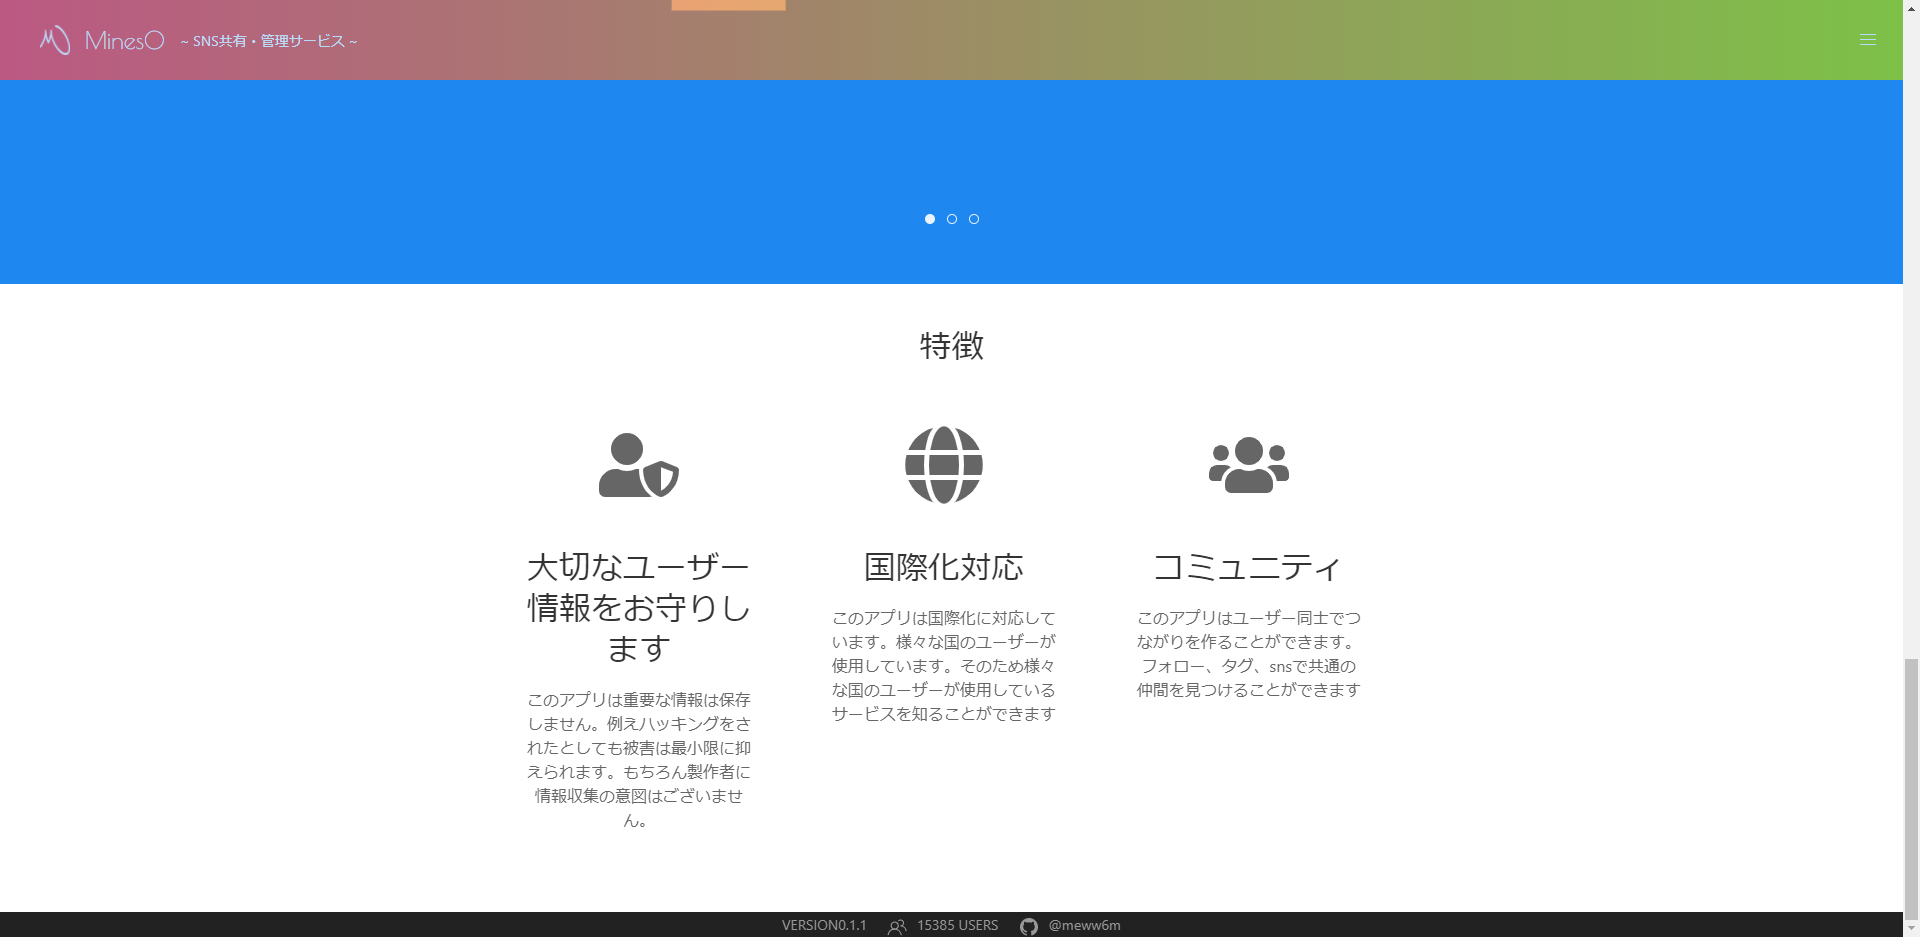 MinesO ~ SNS共有・管理サービス ~
特徴
大切なユーザー
情報をお守りし
ます
このアプリは重要な情報は保存
しません。例えハッキングをさ
れたとしても被害は最小限に抑
えられます。もちろん製作者に
情報収集の意図はございませ
ん。
国際化対応
このアプリは国際化に対応して
います。様々な国のユーザーが
使用しています。そのため様々
な国のユーザーが使用している
サービスを知ることができます
コミュニティ
このアプリはユーザー同士でつ
ながりを作ることができます。
フォロー、タグ、snsで共通の
仲間を見つけることができます
VERSION0.1.1 15385 USERS @meww6m